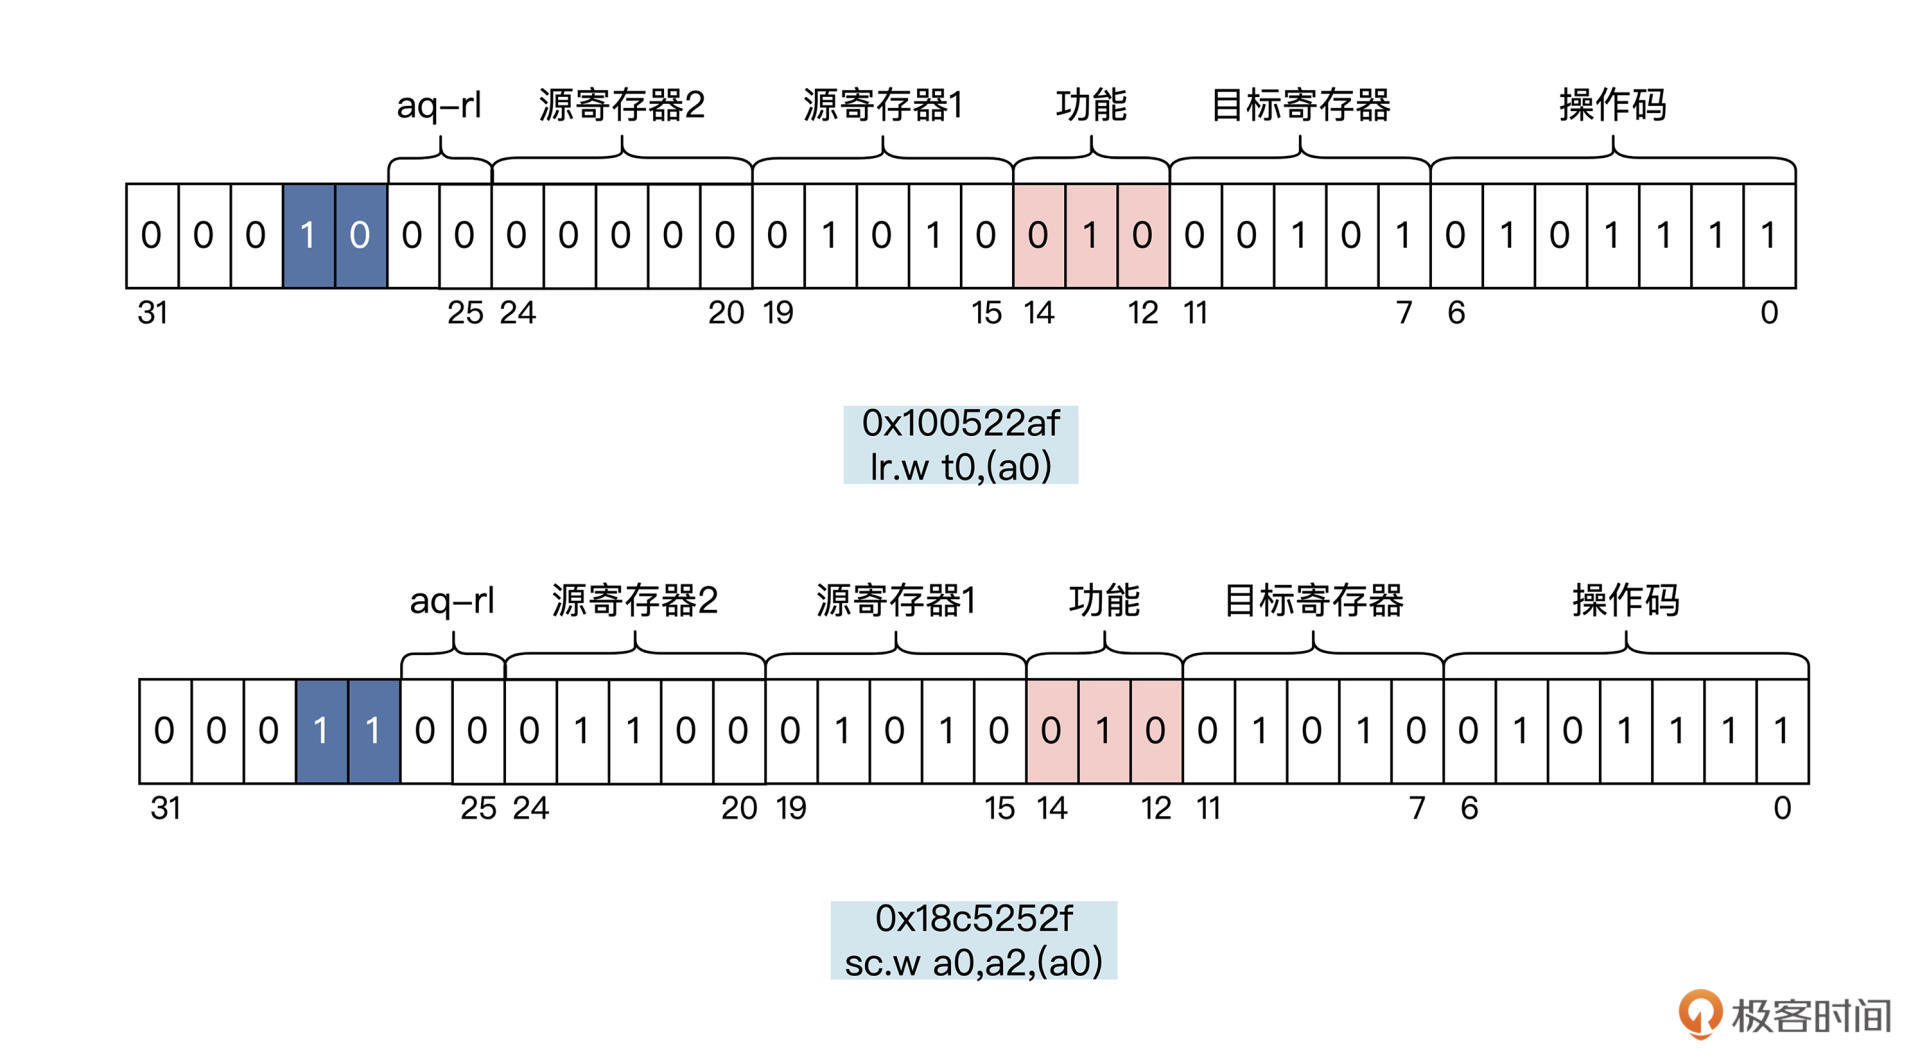 aq-rl 源寄存器2 源寄存器1 功能 目标寄存器 操作码
0 0 0 1 0 0 0 0 0 0 0 0 0 1 0 1 0 0 1 0 0 0 1 0 1 0 1 0 1 1 1 1
31 25 24 20 19 15 14 12 11 7 6 0
0x100522af
lr.w t0,(a0)
aq-rl 源寄存器2 源寄存器1 功能 目标寄存器 操作码
0 0 0 1 1 0 0 0 1 1 0 0 0 1 0 1 0 0 1 0 0 1 0 1 0 0 1 0 1 1 1 1
31 25 24 20 19 15 14 12 11 7 6 0
0x18c5252f
sc.w a0,a2,(a0)
极客时间